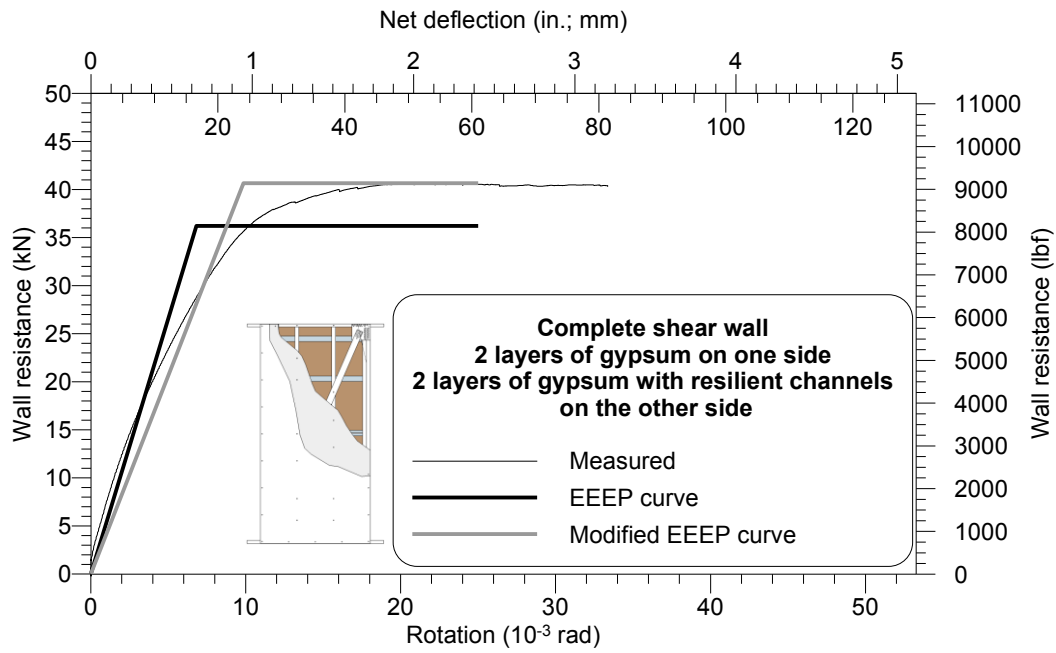 Net deflection (in.; mm)
0 1 2 3 4 5
20 40 60 80 100 120
50
45
40
35
30
25
20
15
10
5
0
Wall resistance (kN)
11000
10000
9000
8000
7000
6000
5000
4000
3000
2000
1000
0
Wall resistance (lbf)
Complete shear wall
2 layers of gypsum on one side
2 layers of gypsum with resilient channels
on the other side
Measured
EEEP curve
Modified EEEP curve
0 10 20 30 40 50
Rotation (10⁻³ rad)